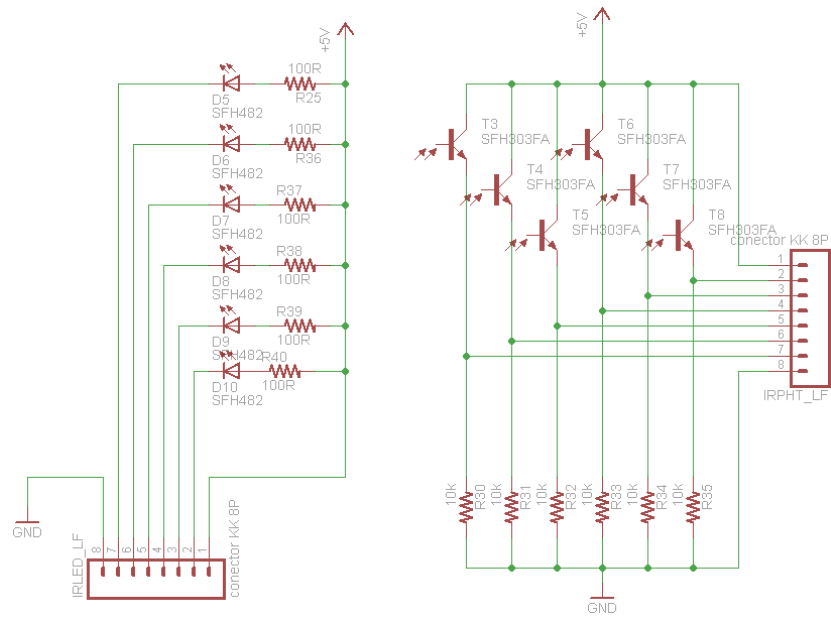 +5V
100R
R25
D5
SFH482
100R
R36
D6
SFH482
R37
100R
D7
SFH482
R38
100R
D8
SFH482
R39
100R
D9
SFH482
R40
100R
D10
SFH482
GND
IRLED_LF
8
7
6
5
4
3
2
1
conector KK 8P
+5V
T3
SFH303FA
T4
SFH303FA
T5
SFH303FA
T6
SFH303FA
T7
SFH303FA
T8
SFH303FA
conector KK 8P
1
2
3
4
5
6
7
8
IRPHT_LF
10k
R30
10k
R31
10k
R32
10k
R33
10k
R34
10k
R35
GND